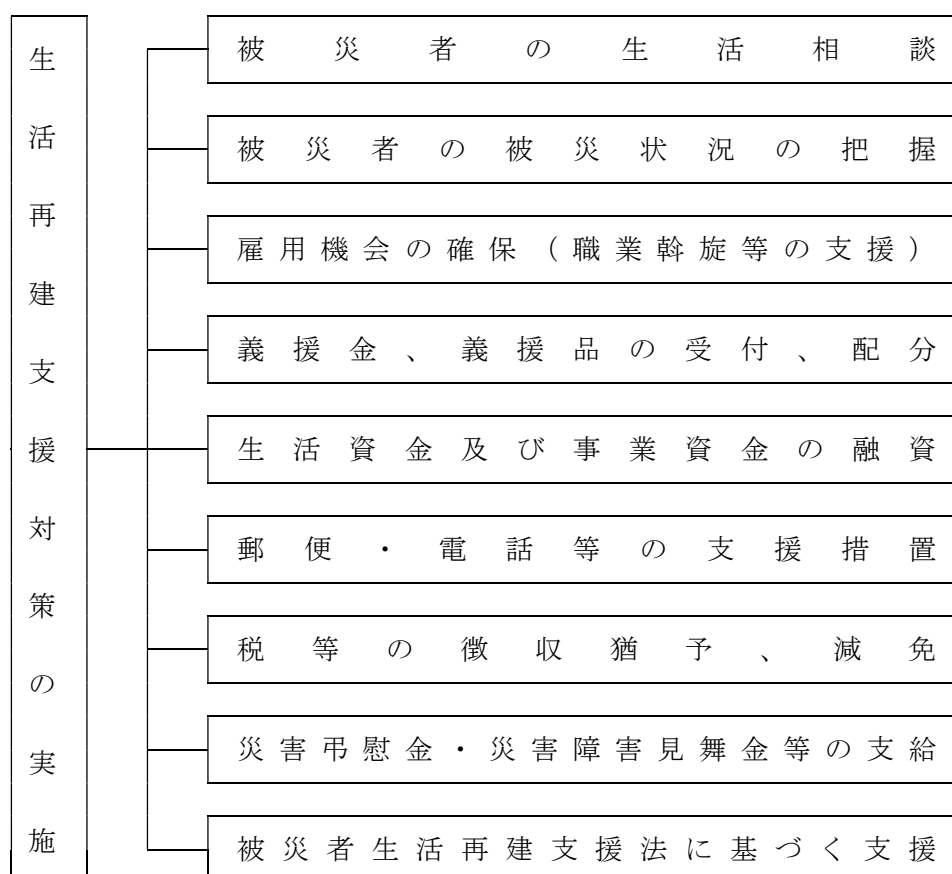 生活再建支援対策の実施
被災者の生活相談
被災者の被災状況の把握
雇用機会の確保（職業斡旋等の支援）
義援金、義援品の受付、配分
生活資金及び事業資金の融資
郵便・電話等の支援措置
税等の徴収猶予、減免
災害弔慰金・災害障害見舞金等の支給
被災者生活再建支援法に基づく支援